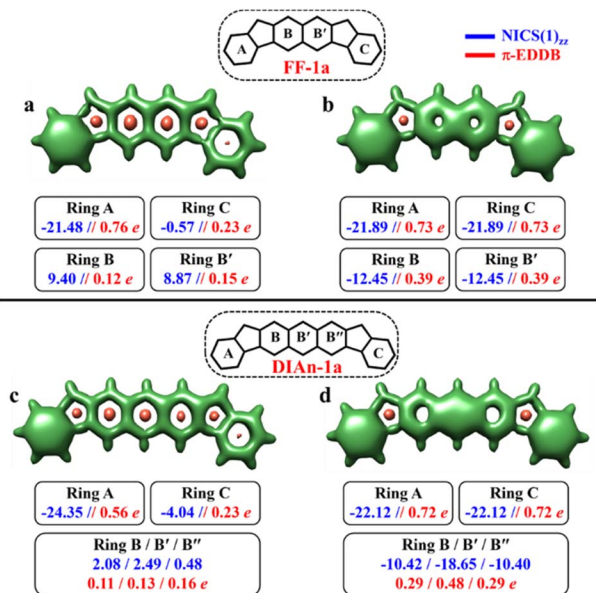 A
B
B′
C
FF-1a
NICS(1)zz
π-EDDB
a
b
Ring A
-21.48 // 0.76 e
Ring C
-0.57 // 0.23 e
Ring A
-21.89 // 0.73 e
Ring C
-21.89 // 0.73 e
Ring B
9.40 // 0.12 e
Ring B′
8.87 // 0.15 e
Ring B
-12.45 // 0.39 e
Ring B′
-12.45 // 0.39 e
A
B
B′
B″
C
DIAn-1a
c
d
Ring A
-24.35 // 0.56 e
Ring C
-4.04 // 0.23 e
Ring A
-22.12 // 0.72 e
Ring C
-22.12 // 0.72 e
Ring B / B′ / B″
2.08 / 2.49 / 0.48
0.11 / 0.13 / 0.16 e
Ring B / B′ / B″
-10.42 / -18.65 / -10.40
0.29 / 0.48 / 0.29 e